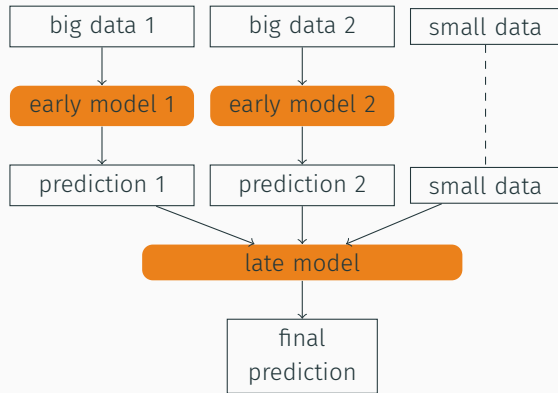 big data 1
big data 2
small data
early model 1
early model 2
prediction 1
prediction 2
small data
late model
final
prediction